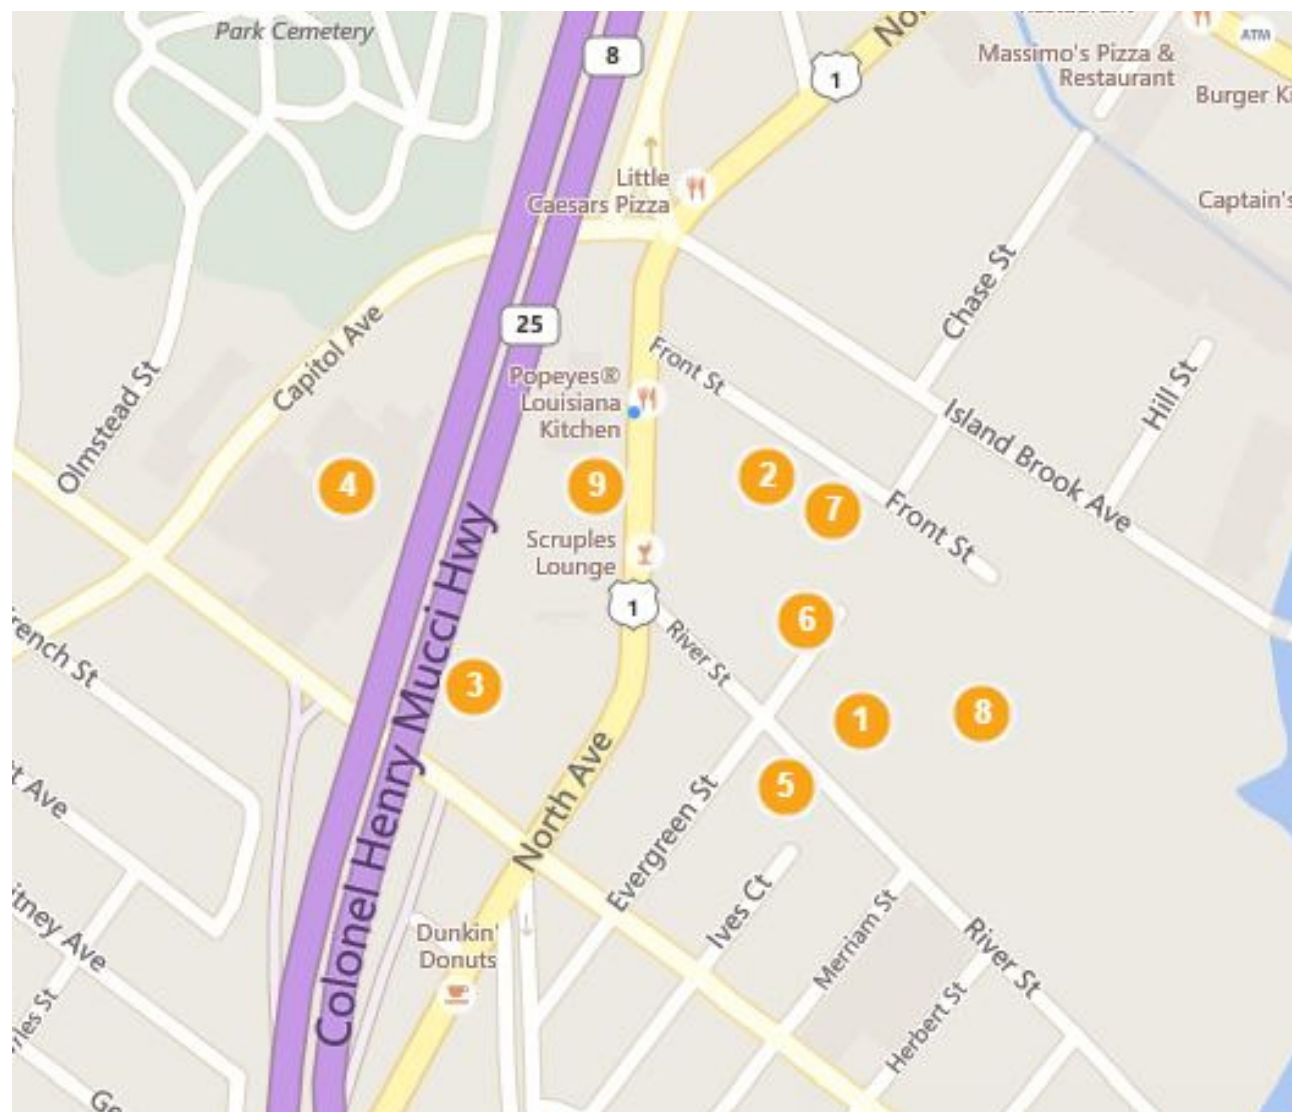 Park Cemetery
8
1
Massimo's Pizza &
Restaurant
ATM
Little
Caesars Pizza
Captain's
Chase St
25
Capitol Ave
Front St
Popeyes®
Louisiana
Kitchen
Hill St
Olmstead St
Island Brook Ave
4
9
2
7
Front St
Scruples
Lounge
1
River St
6
Colonel Henry Mucci Hwy
3
1
8
5
North Ave
Evergreen St
Ives Ct
Merriam St
River St
Dunkin'
Donuts
Herbert St